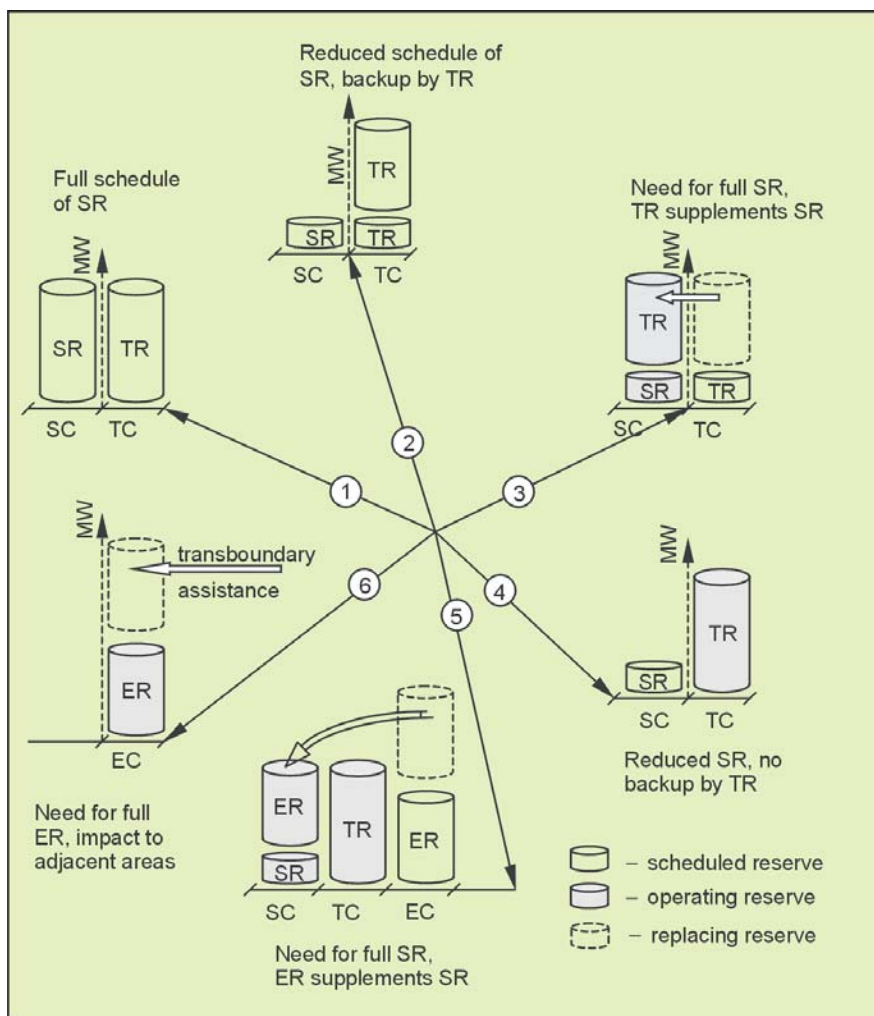 Reduced schedule of
SR, backup by TR
MW
TR
SR
TR
SC
TC
Full schedule
of SR
MW
SR
TR
SC
TC
Need for full SR,
TR supplements SR
MW
TR
SR
TR
SC
TC
2
1
3
6
4
5
MW
transboundary
assistance
ER
EC
Need for full
ER, impact to
adjacent areas
MW
TR
SR
SC
TC
Reduced SR, no
backup by TR
ER
TR
ER
SR
SC
TC
EC
Need for full SR,
ER supplements SR
– scheduled reserve
– operating reserve
– replacing reserve